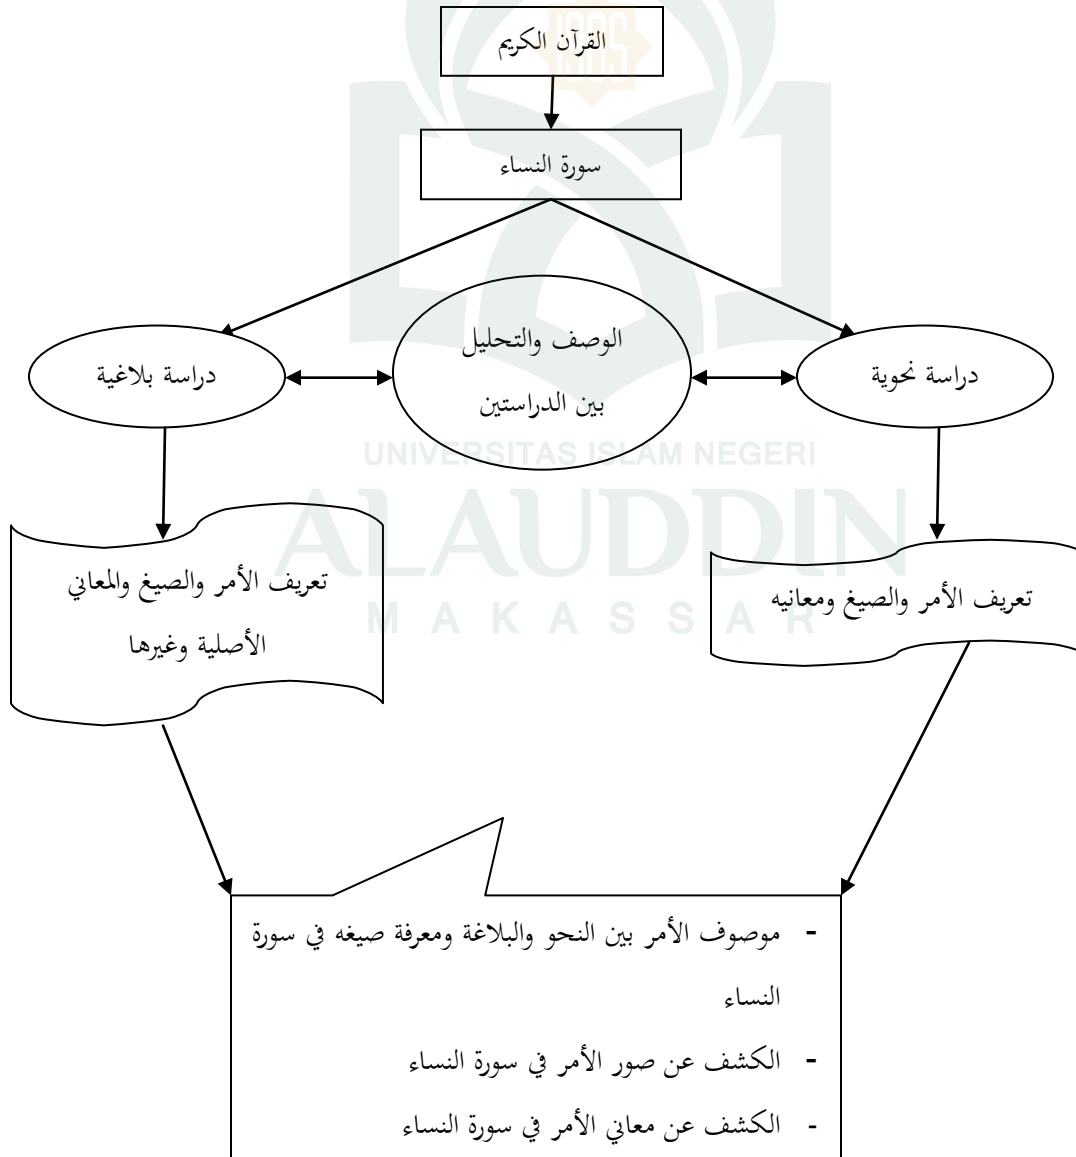 القرآن الكريم
سورة النساء
الوصف والتحليل
بين الدراستين
دراسة نحوية
دراسة بلاغية
UNIVERSITAS ISLAM NEGERI
ALAUDDIN
MAKASSAR
تعريف الأمر والصيغ ومعانيه
تعريف الأمر والصيغ والمعاني
الأصلية وغيرها
- موصوف الأمر بين النحو والبلاغة ومعرفة صيغه في سورة
النساء
- الكشف عن صور الأمر في سورة النساء
- الكشف عن معاني الأمر في سورة النساء